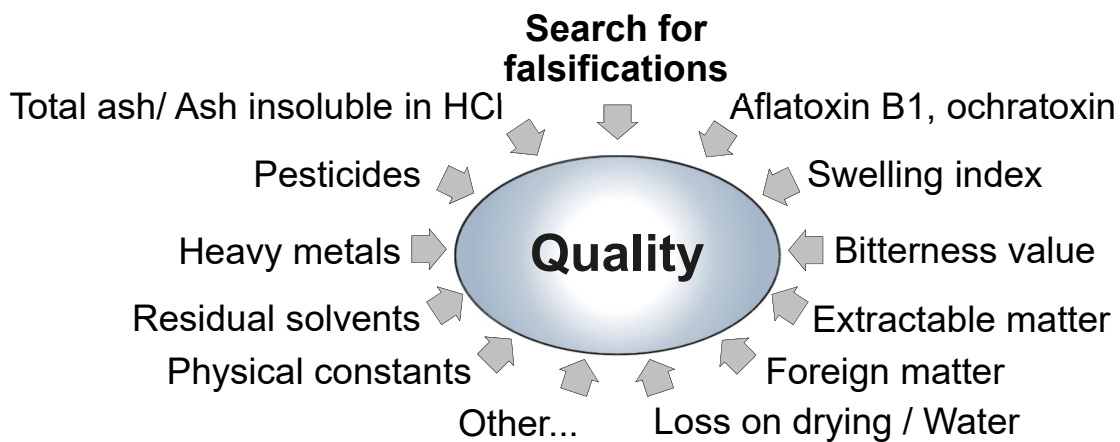 Search for
falsifications
Total ash/ Ash insoluble in HCl
Aflatoxin B1, ochratoxin
Pesticides
Swelling index
Quality
Heavy metals
Bitterness value
Residual solvents
Extractable matter
Physical constants
Foreign matter
Other...
Loss on drying / Water